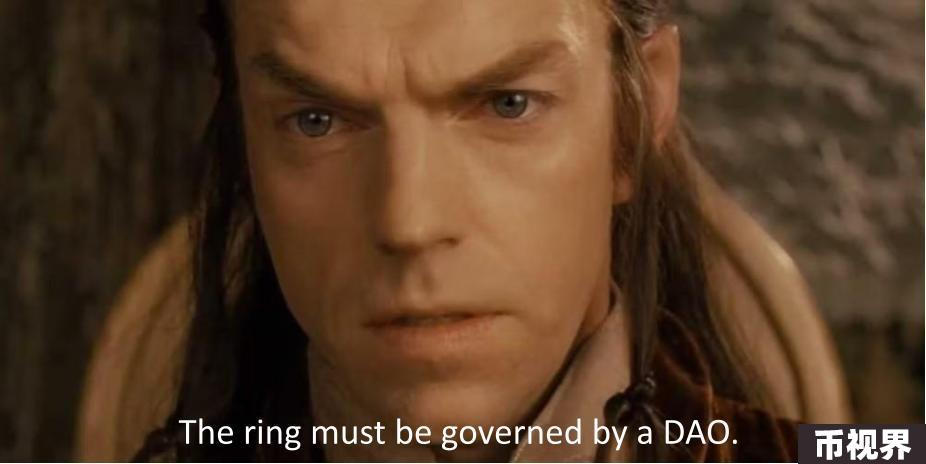 The ring must be governed by a DAO.
币视界